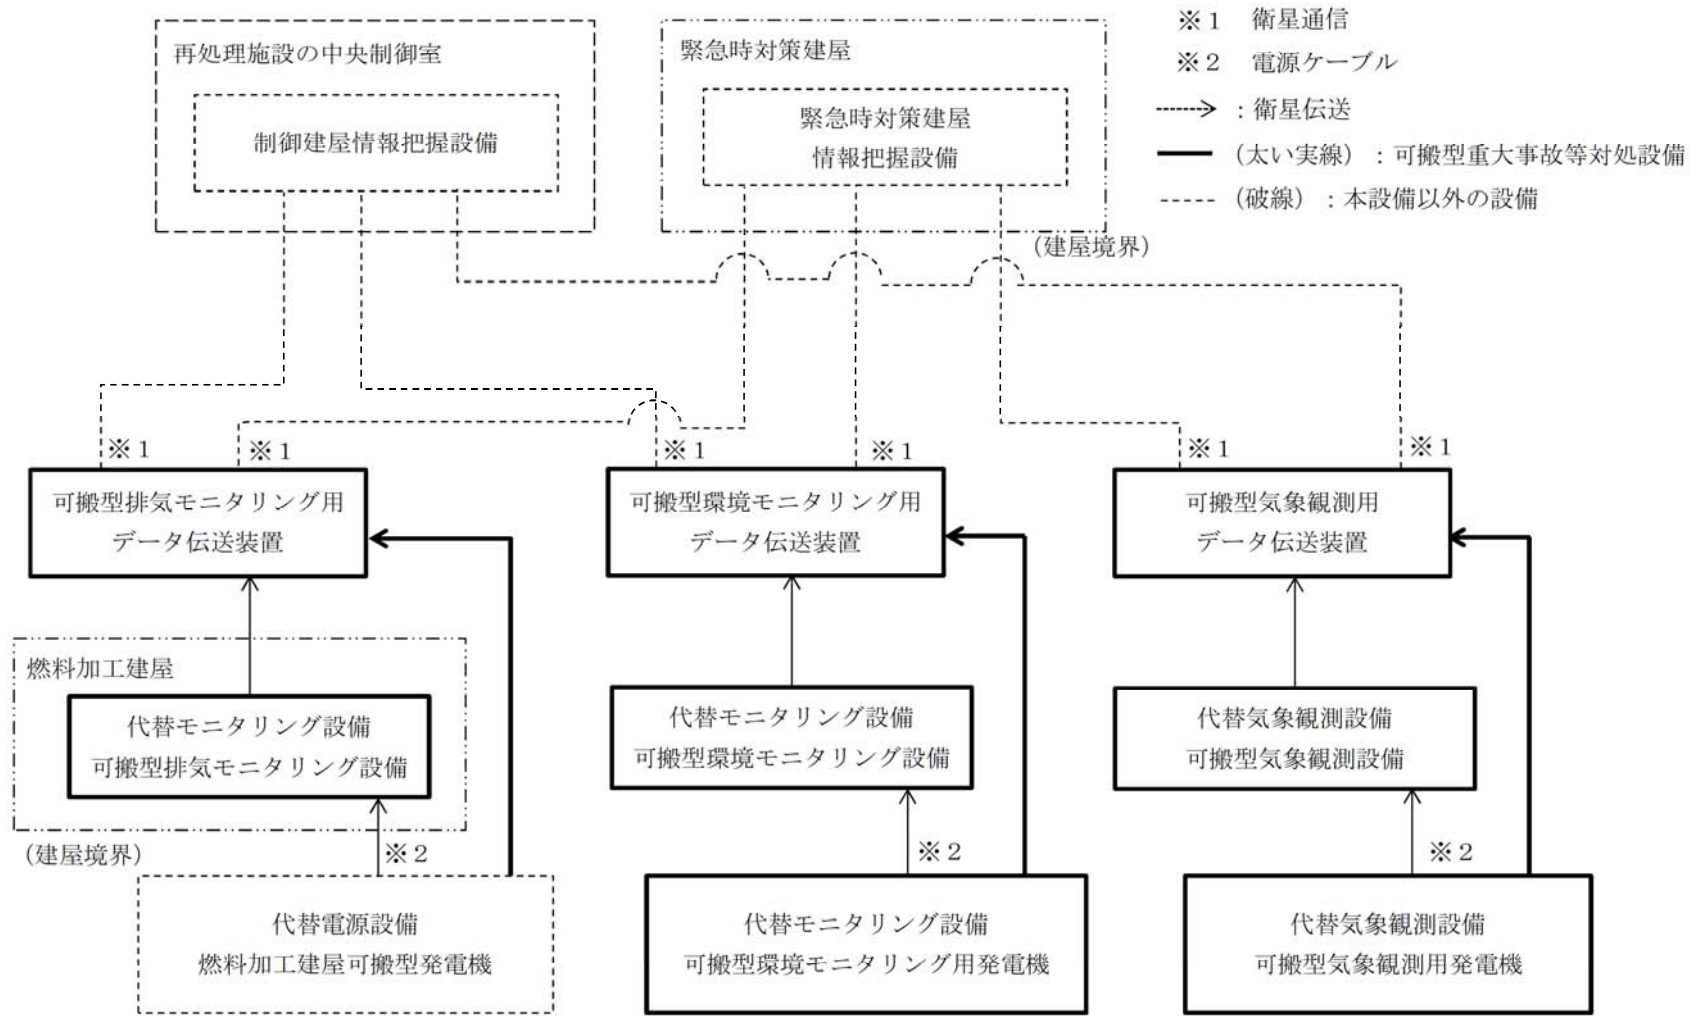 ※1 衛星通信
※2 電源ケーブル
：衛星伝送
（太い実線）：可搬型重大事故等対処設備
（破線）：本設備以外の設備
再処理施設の中央制御室
制御建屋情報把握設備
緊急時対策建屋
緊急時対策建屋
情報把握設備
（建屋境界）
※1
※1
※1
※1
※1
※1
可搬型排気モニタリング用
データ伝送装置
可搬型環境モニタリング用
データ伝送装置
可搬型気象観測用
データ伝送装置
燃料加工建屋
代替モニタリング設備
可搬型排気モニタリング設備
（建屋境界）
代替モニタリング設備
可搬型環境モニタリング設備
代替気象観測設備
可搬型気象観測設備
※2
※2
※2
代替電源設備
燃料加工建屋可搬型発電機
代替モニタリング設備
可搬型環境モニタリング用発電機
代替気象観測設備
可搬型気象観測用発電機